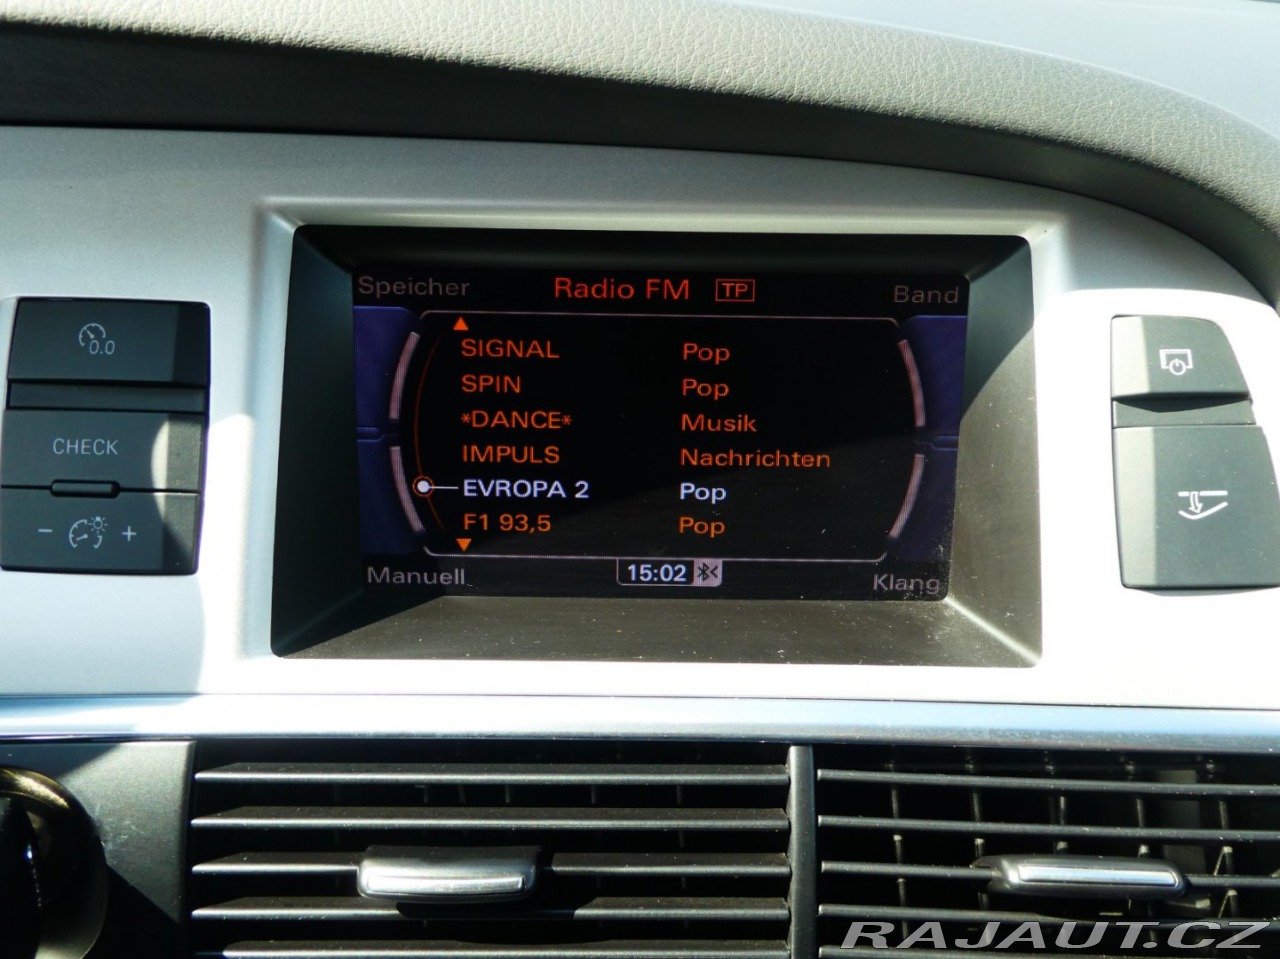 Speicher Radio FM TP Band
SIGNAL Pop
SPIN Pop
*DANCE* Musik
IMPULS Nachrichten
EVROPA 2 Pop
F1 93,5 Pop
Manuell 15:02 Klang
0.0
CHECK
- +
RAJAUT.CZ